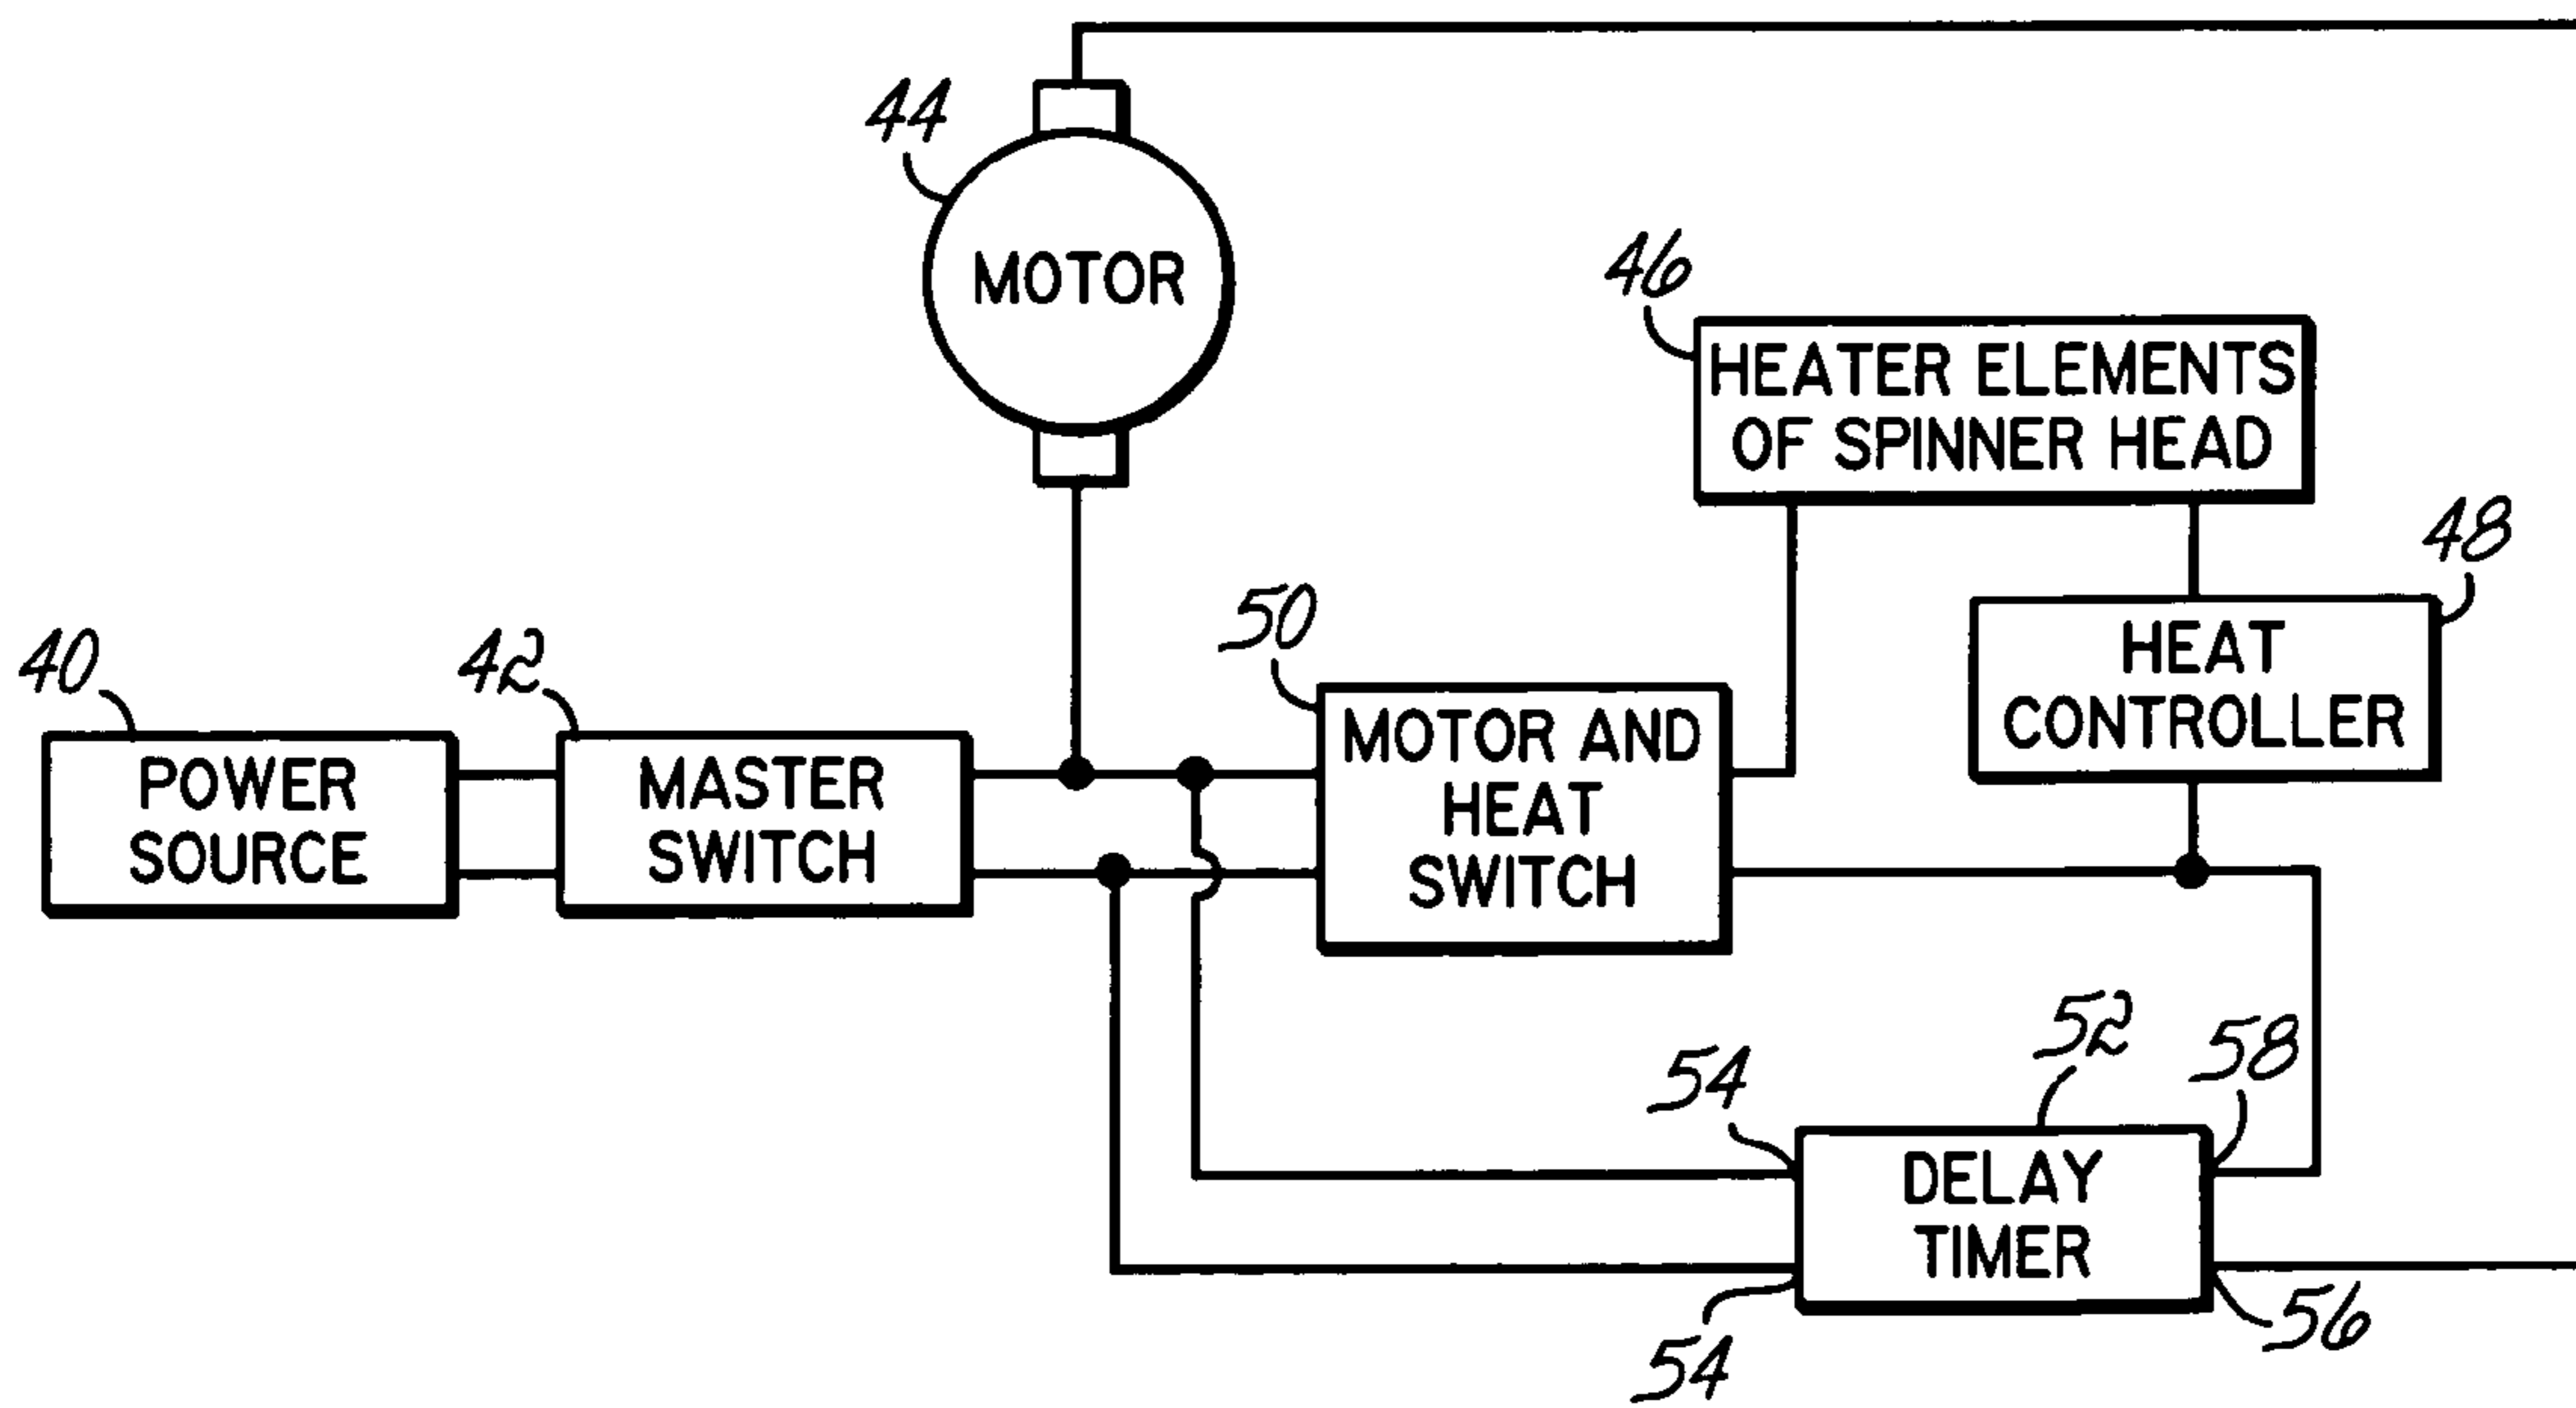 44
MOTOR
46
HEATER ELEMENTS
OF SPINNER HEAD
48
HEAT
CONTROLLER
50
MOTOR AND
HEAT
SWITCH
40
POWER
SOURCE
42
MASTER
SWITCH
52
58
54
DELAY
TIMER
54
56